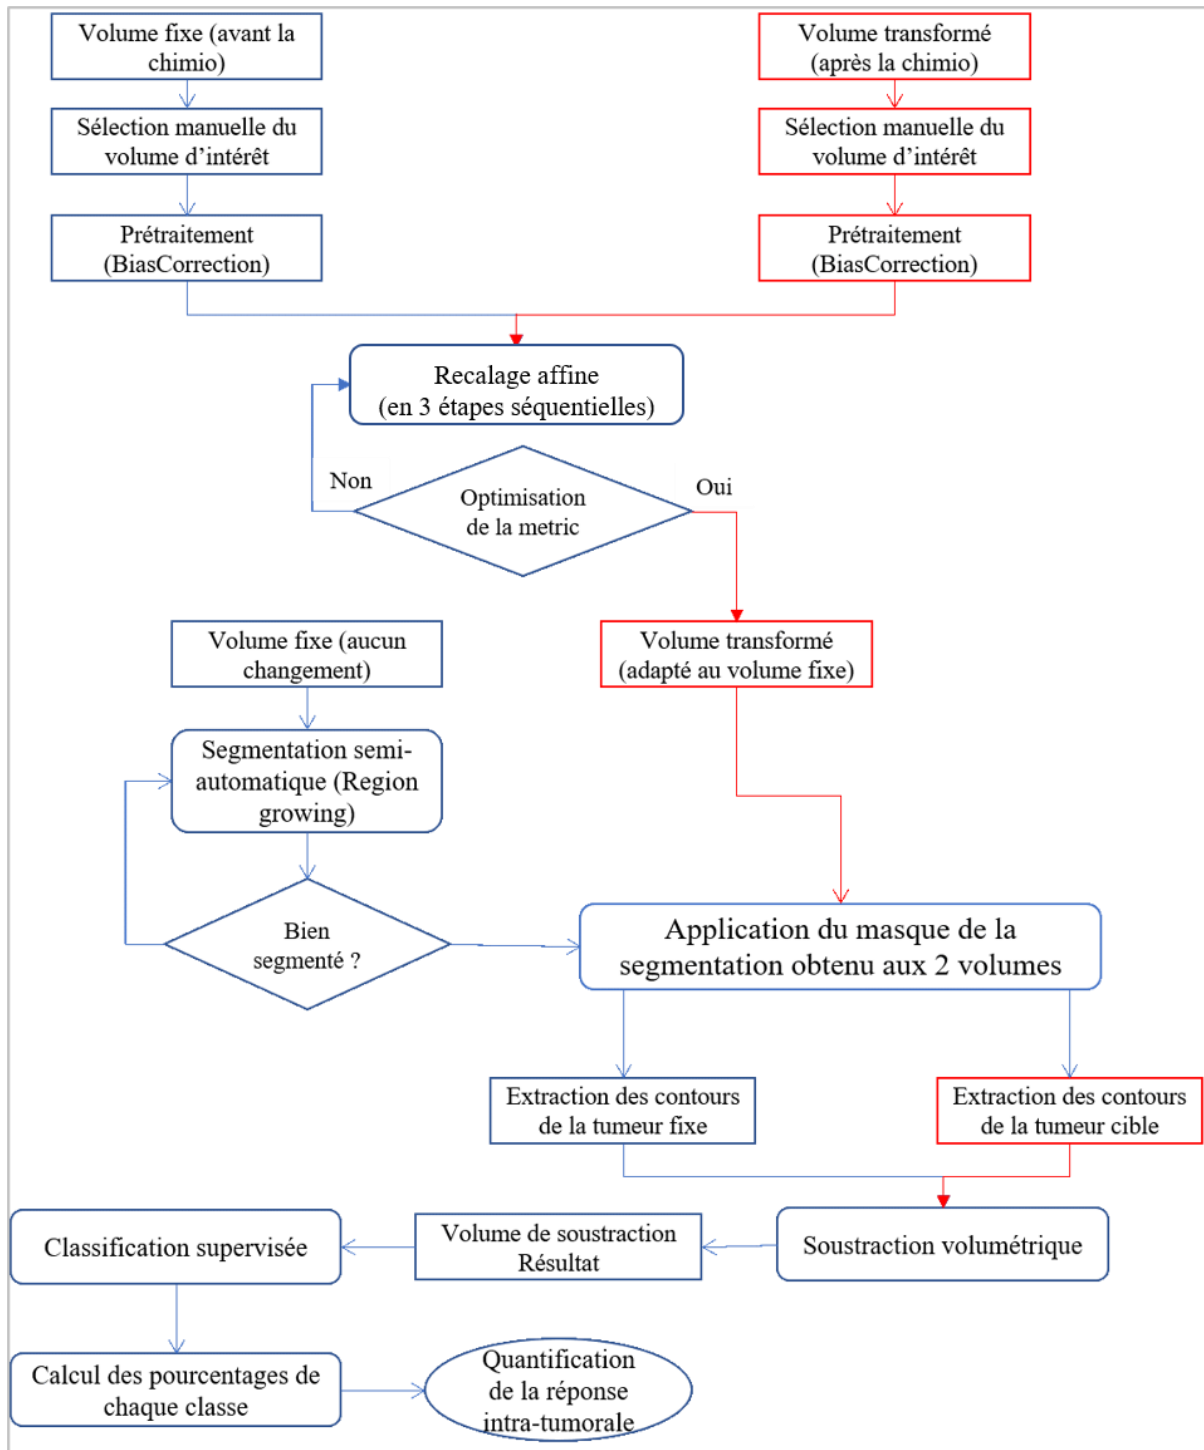 Volume fixe (avant la
chimio)
Volume transformé
(après la chimio)
Sélection manuelle du
volume d’intérêt
Sélection manuelle du
volume d’intérêt
Prétraitement
(BiasCorrection)
Prétraitement
(BiasCorrection)
Recalage affine
(en 3 étapes séquentielles)
Non
Oui
Optimisation
de la metric
Volume fixe (aucun
changement)
Volume transformé
(adapté au volume fixe)
Segmentation semi-
automatique (Region
growing)
Bien
segmenté ?
Application du masque de la
segmentation obtenu aux 2 volumes
Extraction des contours
de la tumeur fixe
Extraction des contours
de la tumeur cible
Classification supervisée
Volume de soustraction
Résultat
Soustraction volumétrique
Calcul des pourcentages de
chaque classe
Quantification
de la réponse
intra-tumorale